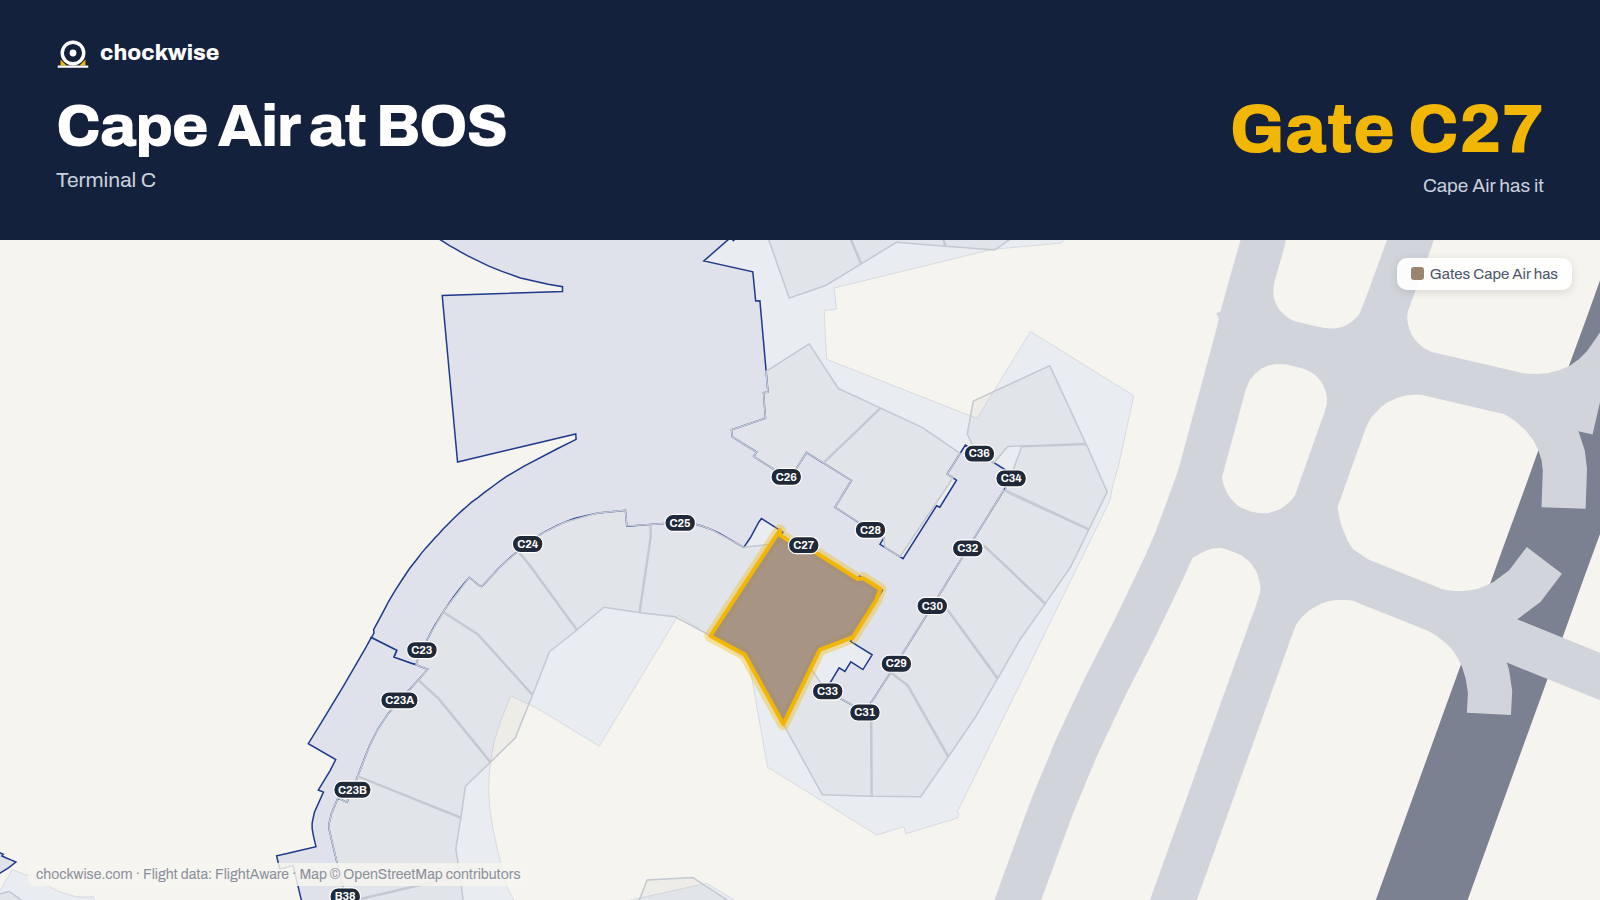 chockwise
Cape Air at BOS
Terminal C
Gate C27
Cape Air has it
Gates Cape Air has
C36
C34
C26
C25
C28
C24
C27
C32
C30
C23
C29
C33
C23A
C31
C23B
chockwise.com · Flight data: FlightAware · Map © OpenStreetMap contributors
B38